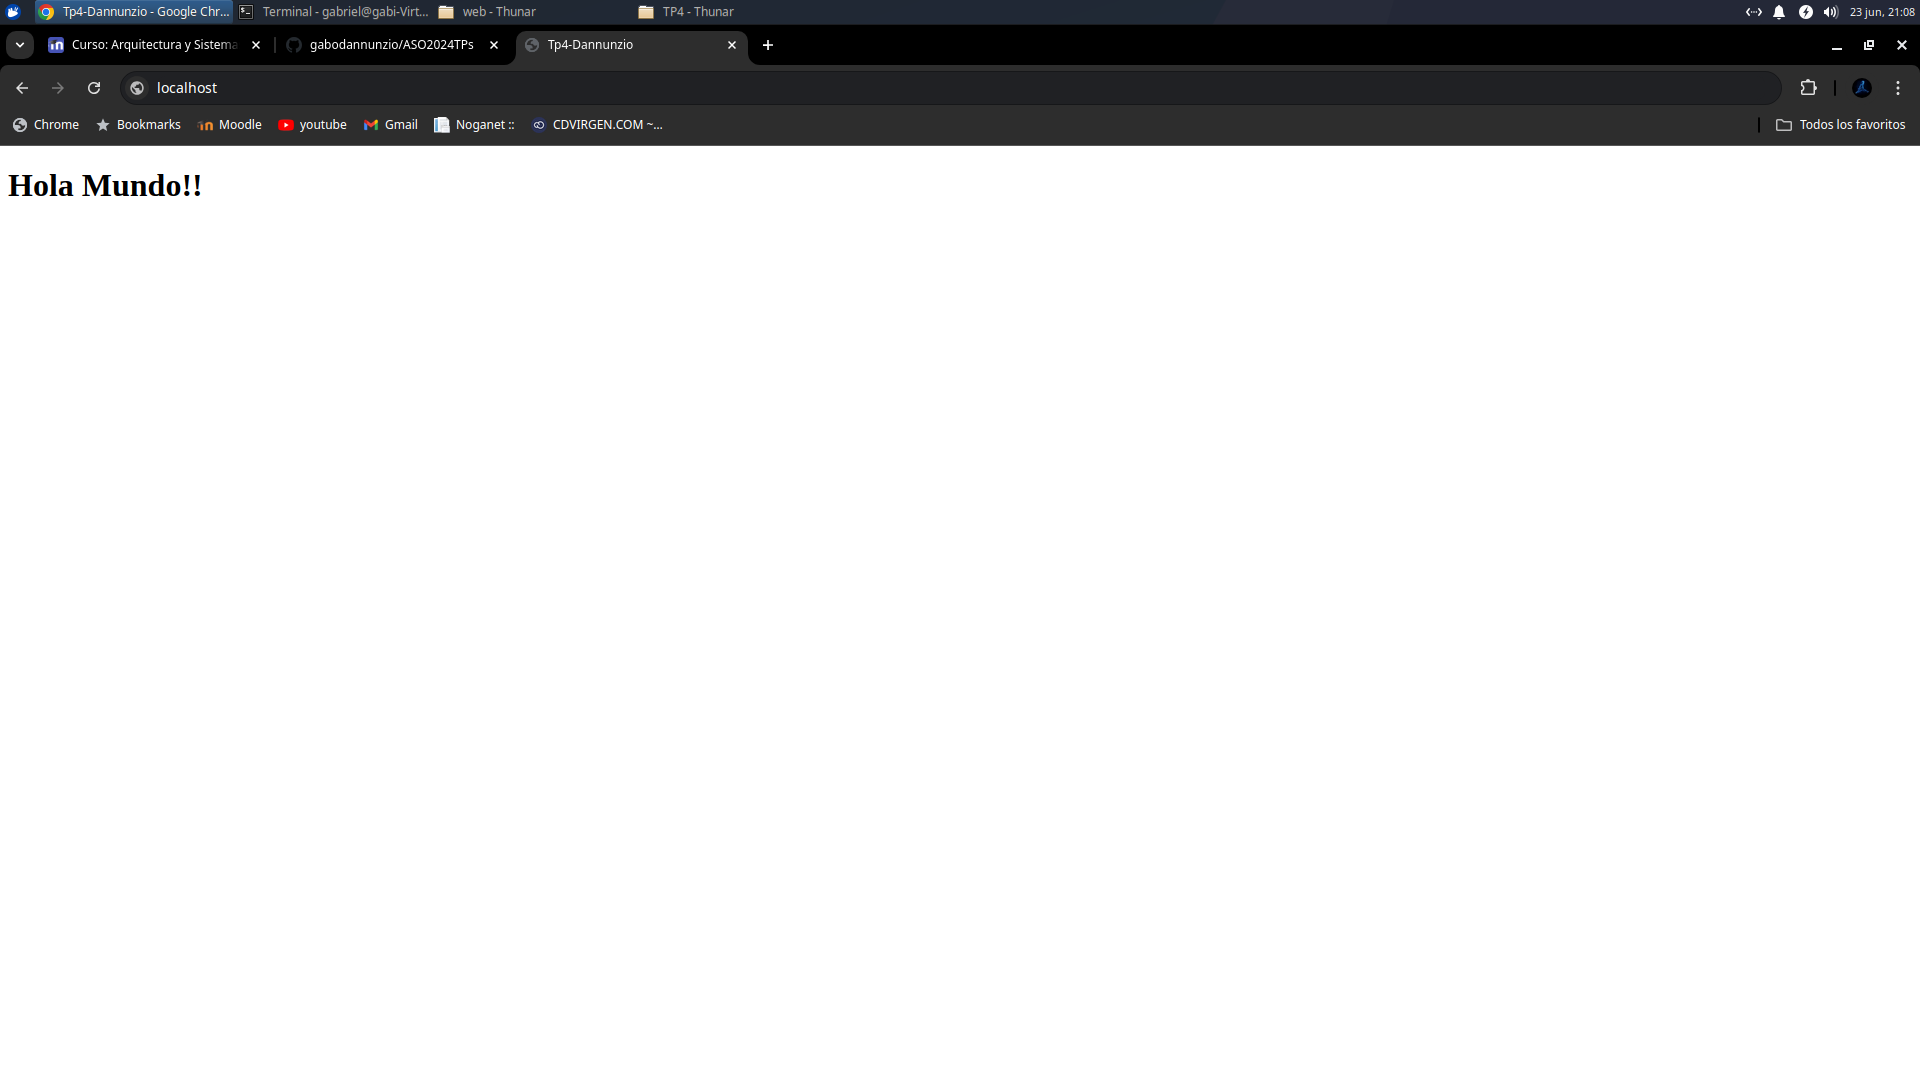 Tp4-Dannunzio - Google Chr... Terminal - gabriel@gabi-Virt... web - Thunar TP4 - Thunar 23 jun, 21:08
Curso: Arquitectura y Sistema gabodannunzio/ASO2024TPs Tp4-Dannunzio
localhost
Chrome Bookmarks Moodle youtube Gmail Noganet :: CDVIRGEN.COM ~... Todos los favoritos
Hola Mundo!!